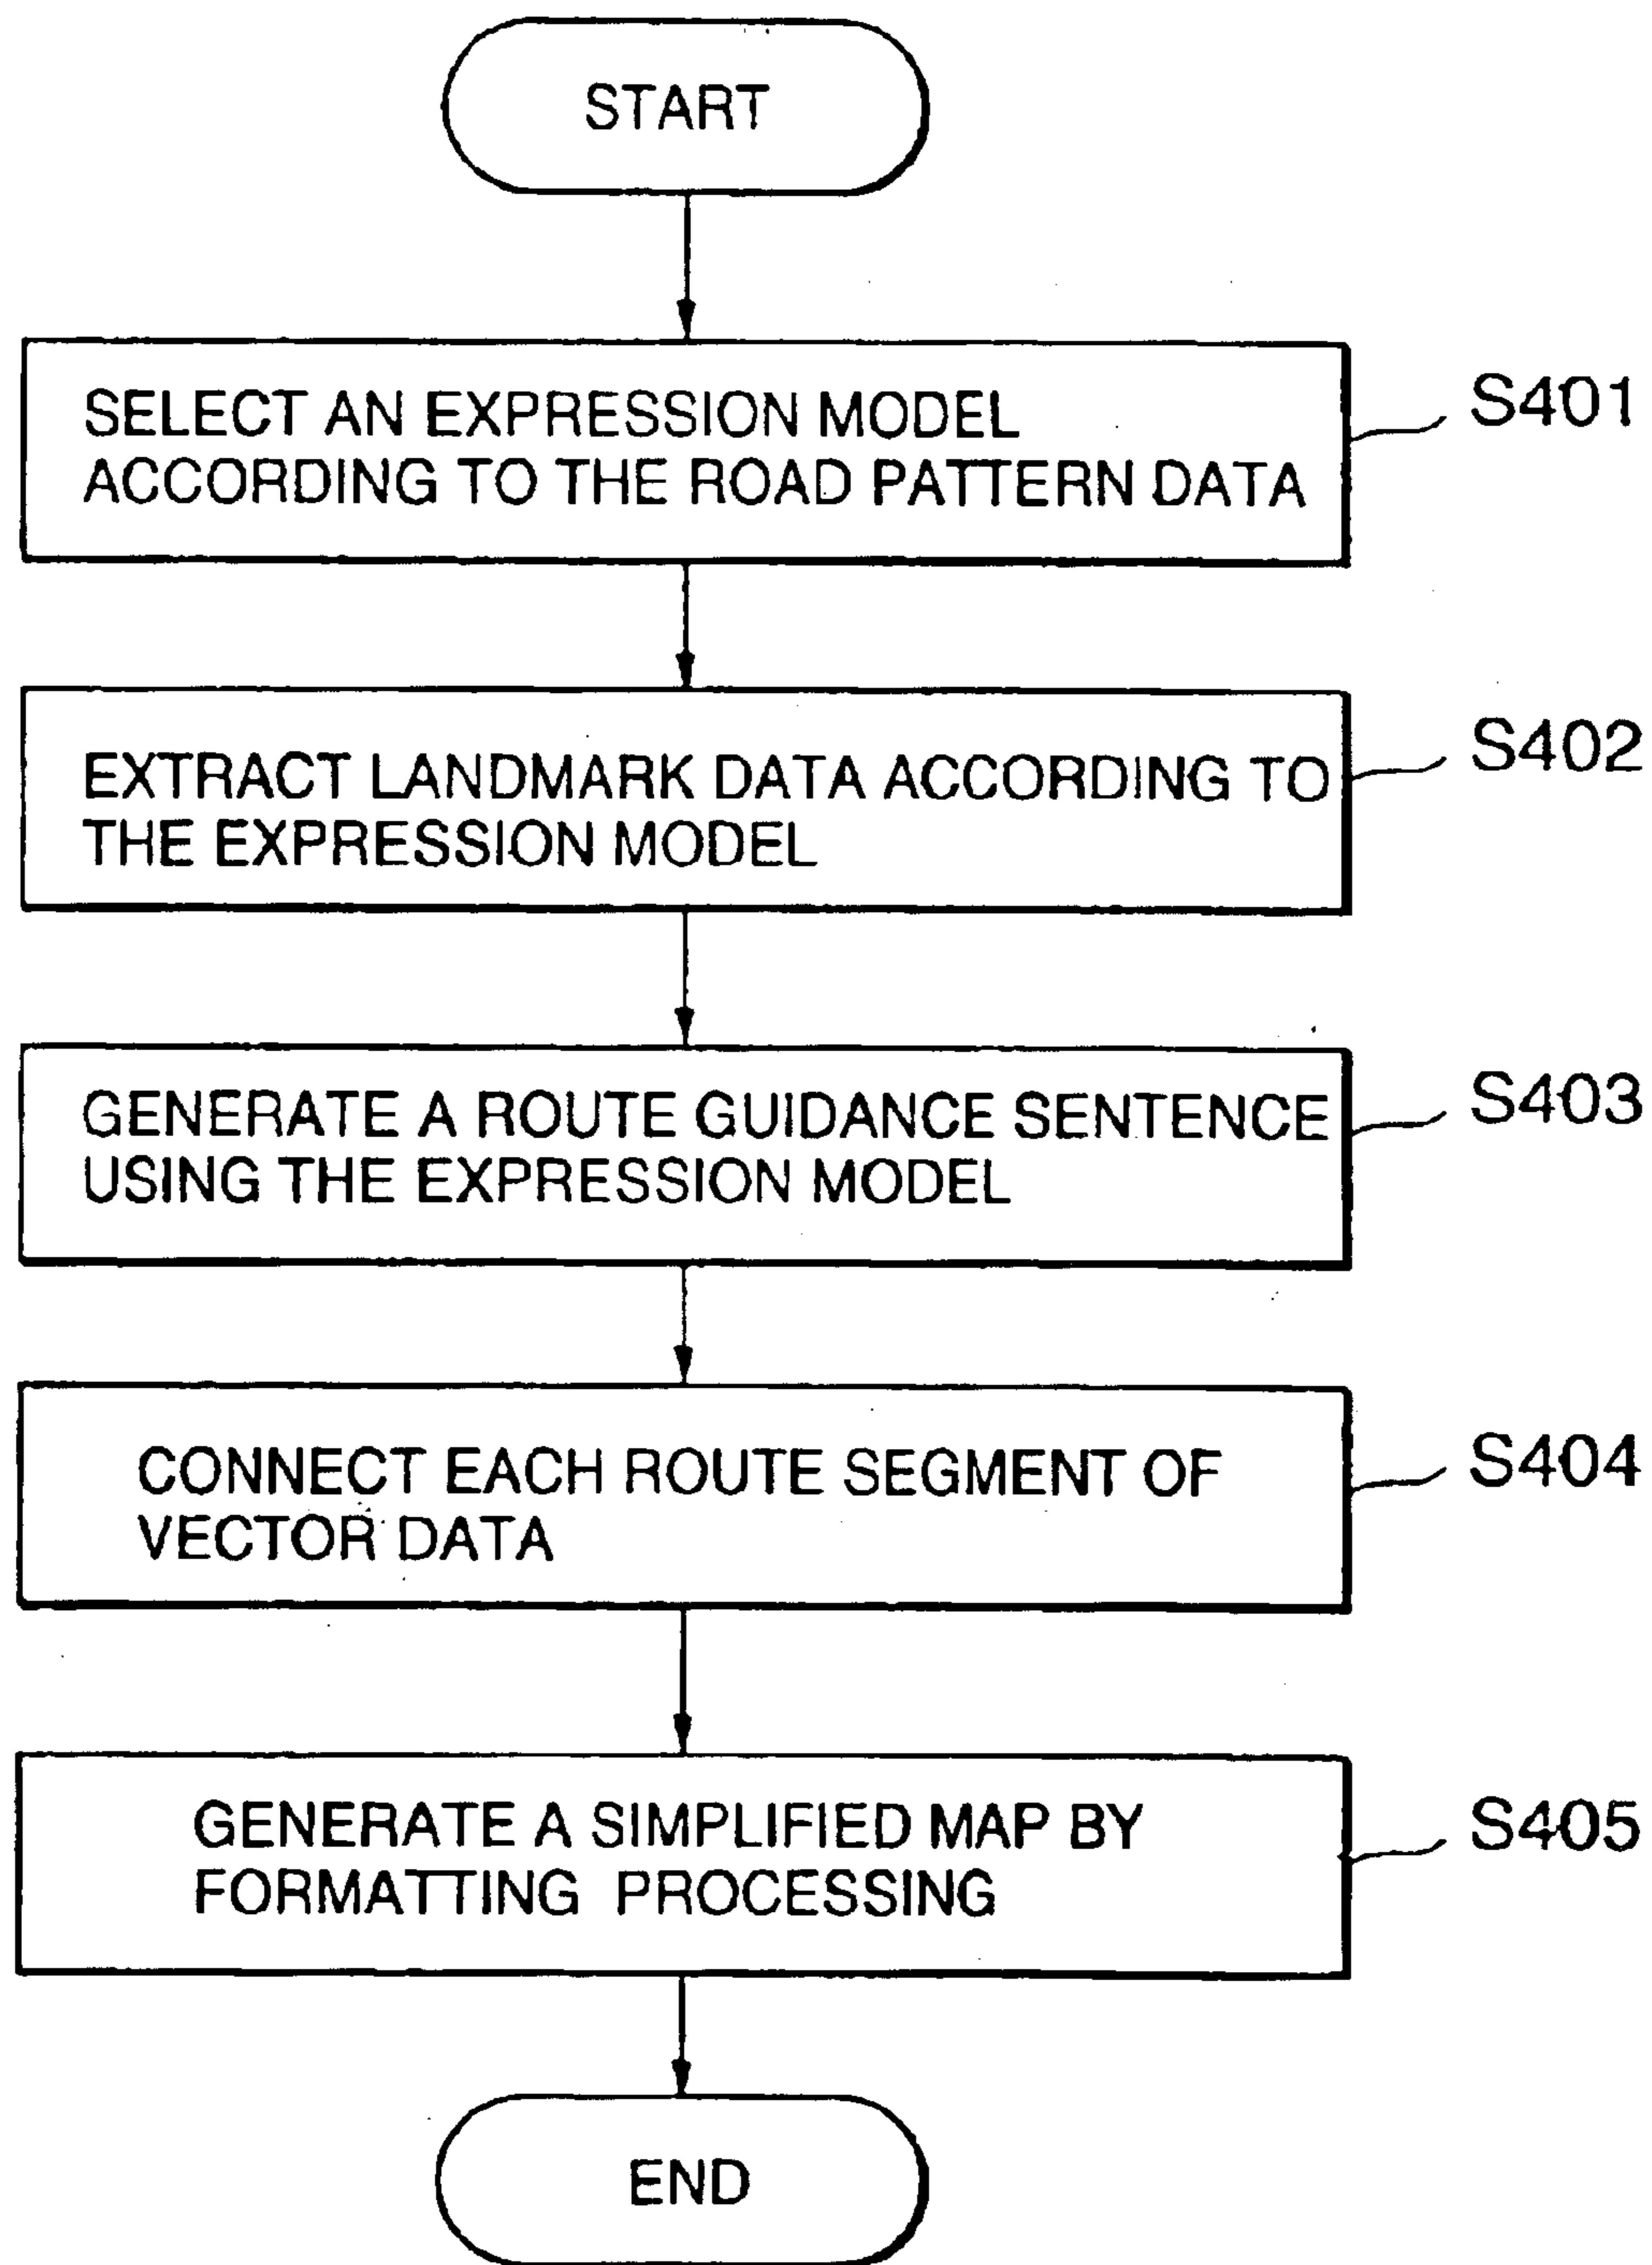 START
SELECT AN EXPRESSION MODEL
ACCORDING TO THE ROAD PATTERN DATA
S401
EXTRACT LANDMARK DATA ACCORDING TO
THE EXPRESSION MODEL
S402
GENERATE A ROUTE GUIDANCE SENTENCE
USING THE EXPRESSION MODEL
S403
CONNECT EACH ROUTE SEGMENT OF
VECTOR DATA
S404
GENERATE A SIMPLIFIED MAP BY
FORMATTING PROCESSING
S405
END